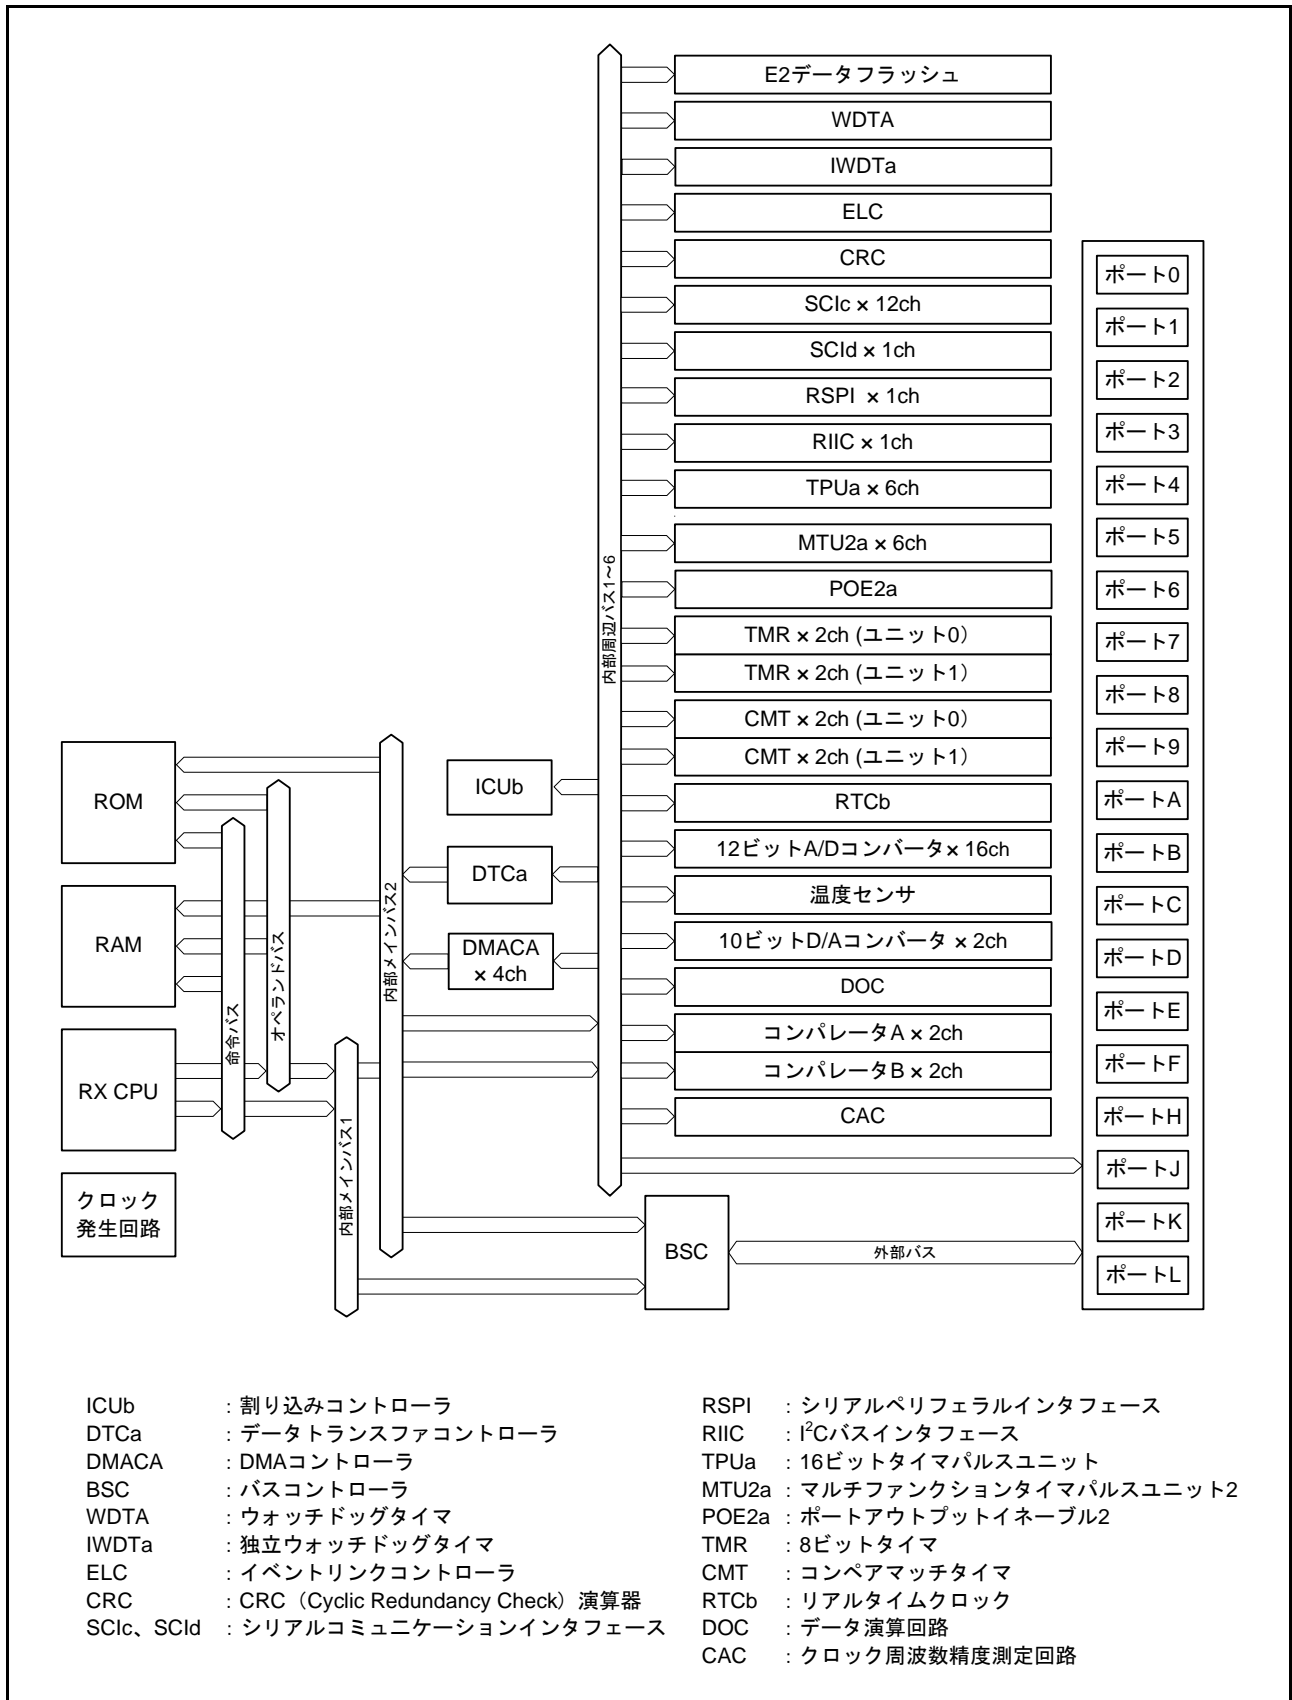 E2データフラッシュ
WDTA
IWDTa
ELC
CRC
SCIc × 12ch
SCId × 1ch
RSPI × 1ch
RIIC × 1ch
TPUa × 6ch
MTU2a × 6ch
POE2a
TMR × 2ch (ユニット0)
TMR × 2ch (ユニット1)
CMT × 2ch (ユニット0)
CMT × 2ch (ユニット1)
RTCb
12ビットA/Dコンバータ× 16ch
温度センサ
10ビットD/Aコンバータ × 2ch
DOC
コンパレータA × 2ch
コンパレータB × 2ch
CAC
ポート0
ポート1
ポート2
ポート3
ポート4
ポート5
ポート6
ポート7
ポート8
ポート9
ポートA
ポートB
ポートC
ポートD
ポートE
ポートF
ポートH
ポートJ
ポートK
ポートL
内部周辺バス1~6
ROM
RAM
RX CPU
クロック
発生回路
命令バス
オペランドバス
内部メインバス1
内部メインバス2
ICUb
DTCa
DMACA
× 4ch
BSC
外部バス
ICUb : 割り込みコントローラ
DTCa : データトランスファコントローラ
DMACA : DMAコントローラ
BSC : バスコントローラ
WDTA : ウォッチドッグタイマ
IWDTa : 独立ウォッチドッグタイマ
ELC : イベントリンクコントローラ
CRC : CRC（Cyclic Redundancy Check）演算器
SCIc、SCId : シリアルコミュニケーションインタフェース
RSPI : シリアルペリフェラルインタフェース
RIIC : I²Cバスインタフェース
TPUa : 16ビットタイマパルスユニット
MTU2a : マルチファンクションタイマパルスユニット2
POE2a : ポートアウトプットイネーブル2
TMR : 8ビットタイマ
CMT : コンペアマッチタイマ
RTCb : リアルタイムクロック
DOC : データ演算回路
CAC : クロック周波数精度測定回路